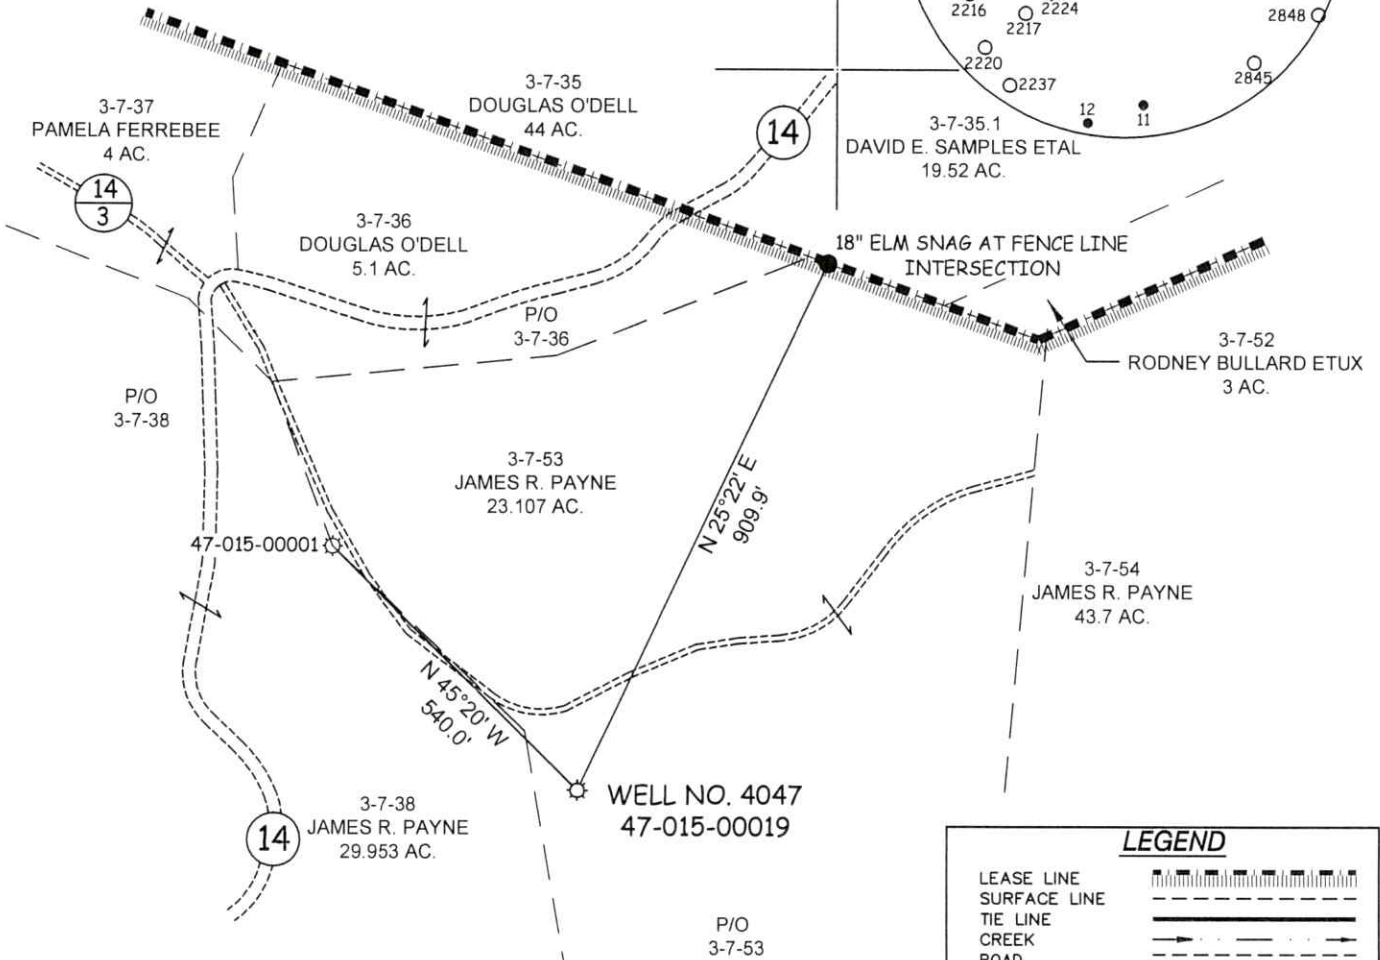 2216
2224
2217
2220
2237
2848
2845
12
11
3-7-35
DOUGLAS O'DELL
44 AC.
3-7-37
PAMELA FERREBEE
4 AC.
14
3-7-35.1
DAVID E. SAMPLES ETAL
19.52 AC.
14
3
3-7-36
DOUGLAS O'DELL
5.1 AC.
18" ELM SNAG AT FENCE LINE
INTERSECTION
P/O
3-7-36
3-7-52
RODNEY BULLARD ETUX
3 AC.
P/O
3-7-38
3-7-53
JAMES R. PAYNE
23.107 AC.
N 25°22' E
909.9'
47-015-00001
3-7-54
JAMES R. PAYNE
43.7 AC.
N 45°20' W
540.0'
WELL NO. 4047
47-015-00019
3-7-38
JAMES R. PAYNE
29.953 AC.
14
P/O
3-7-53
LEGEND
LEASE LINE
SURFACE LINE
TIE LINE
CREEK
ROAD